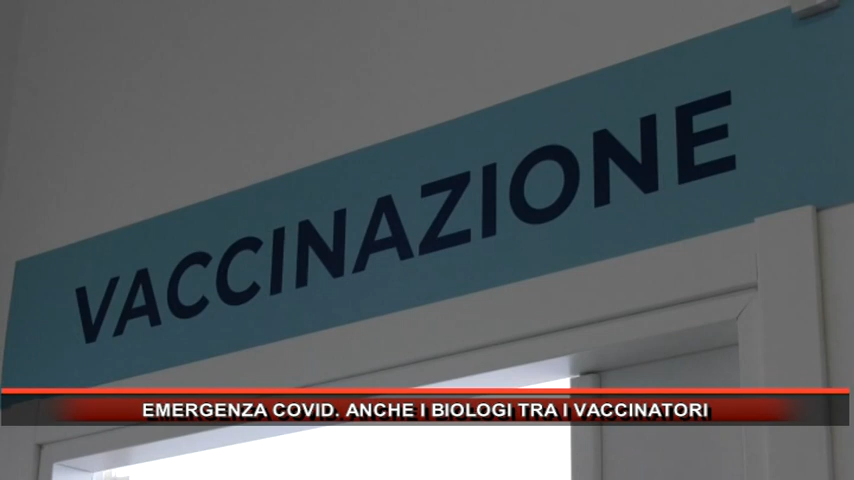 VACCINAZIONE
EMERGENZA COVID. ANCHE I BIOLOGI TRA I VACCINATORI